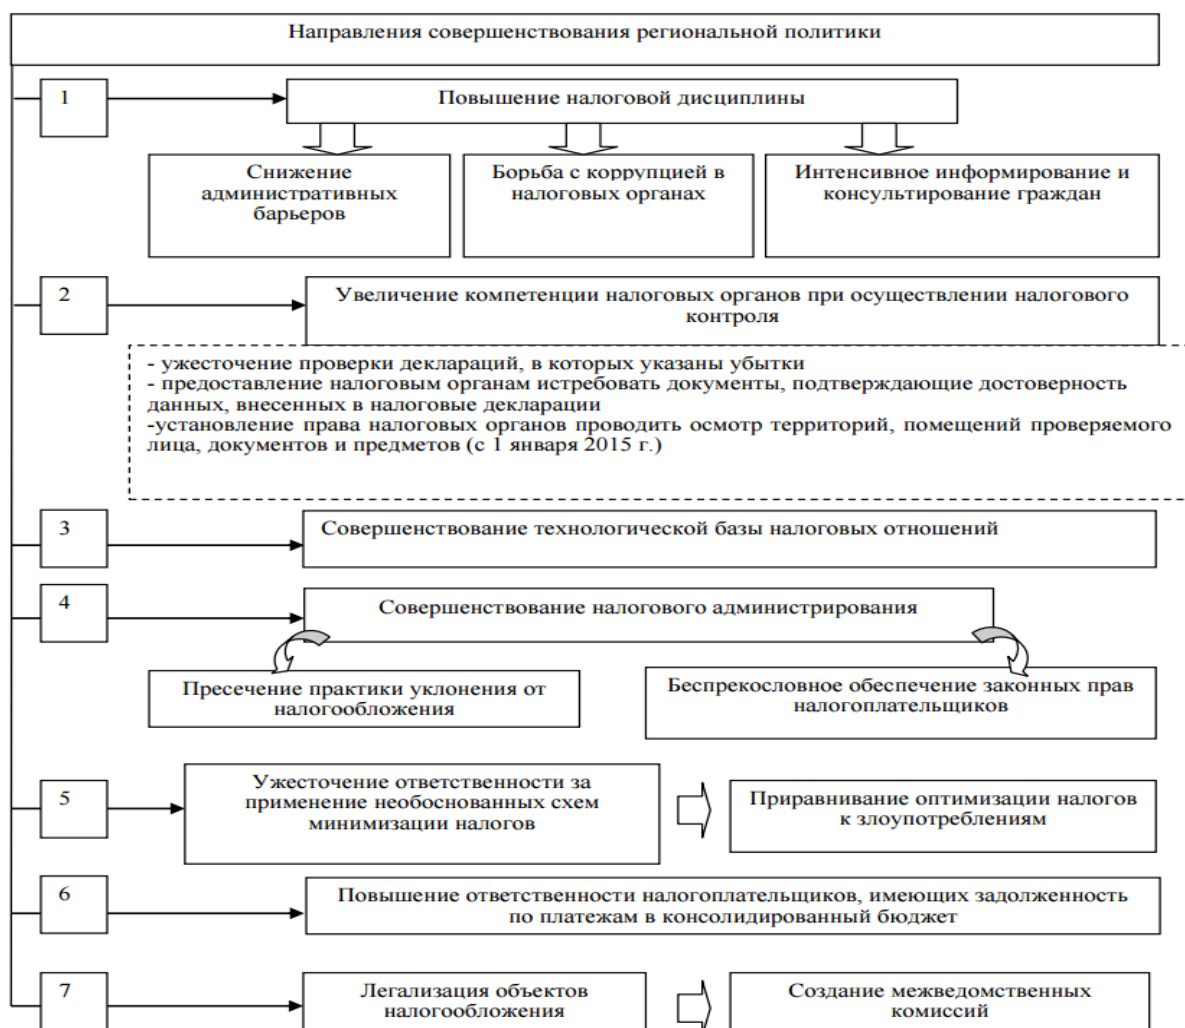 Направления совершенствования региональной политики
1
Повышение налоговой дисциплины
Снижение
административных
барьеров
Борьба с коррупцией в
налоговых органах
Интенсивное информирование и
консультирование граждан
2
Увеличение компетенции налоговых органов при осуществлении налогового
контроля
- ужесточение проверки деклараций, в которых указаны убытки
- предоставление налоговым органам истребовать документы, подтверждающие достоверность
данных, внесенных в налоговые декларации
-установление права налоговых органов проводить осмотр территорий, помещений проверяемого
лица, документов и предметов (с 1 января 2015 г.)
3
Совершенствование технологической базы налоговых отношений
4
Совершенствование налогового администрирования
Пресечение практики уклонения от
налогообложения
Беспрекословное обеспечение законных прав
налогоплательщиков
5
Ужесточение ответственности за
применение необоснованных схем
минимизации налогов
Приравнивание оптимизации налогов
к злоупотреблениям
6
Повышение ответственности налогоплательщиков, имеющих задолженность
по платежам в консолидированный бюджет
7
Легализация объектов
налогообложения
Создание межведомственных
комиссий